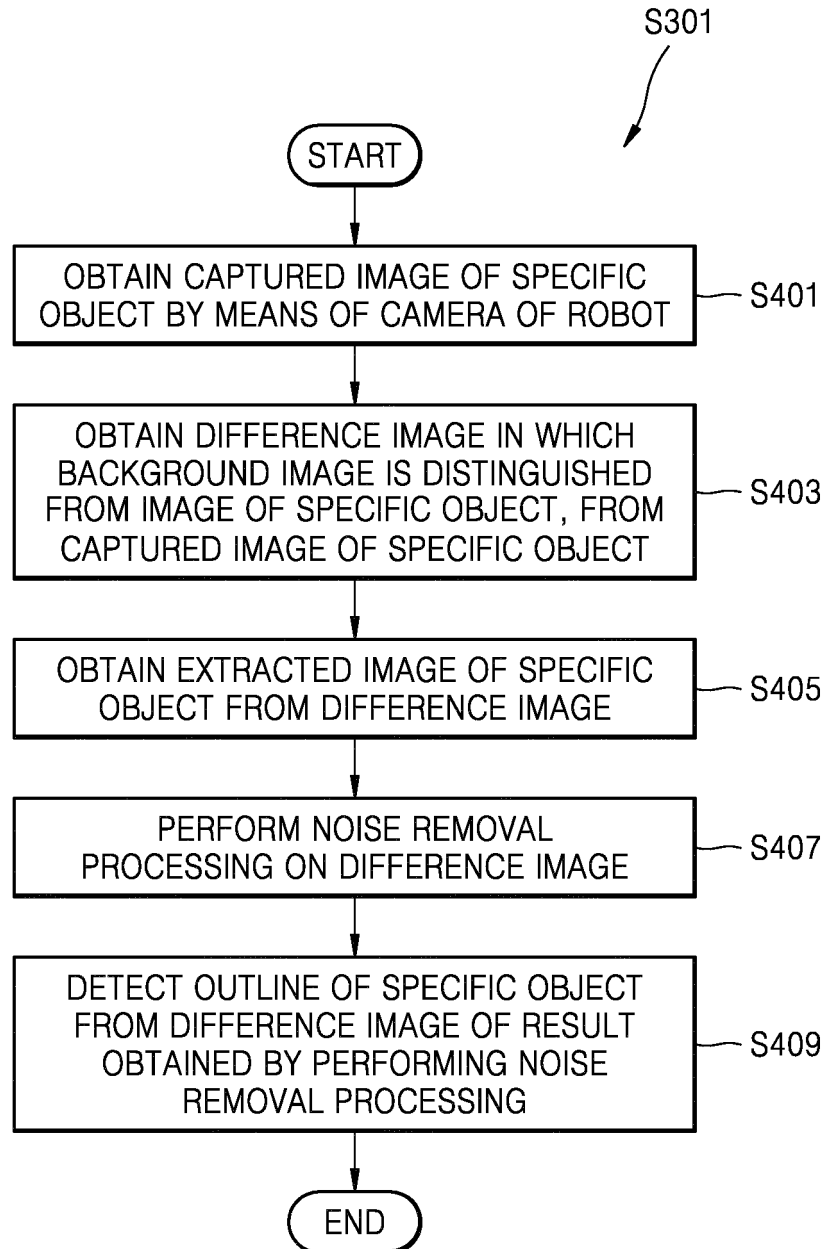 S301
START
OBTAIN CAPTURED IMAGE OF SPECIFIC
OBJECT BY MEANS OF CAMERA OF ROBOT
S401
OBTAIN DIFFERENCE IMAGE IN WHICH
BACKGROUND IMAGE IS DISTINGUISHED
FROM IMAGE OF SPECIFIC OBJECT, FROM
CAPTURED IMAGE OF SPECIFIC OBJECT
S403
OBTAIN EXTRACTED IMAGE OF SPECIFIC
OBJECT FROM DIFFERENCE IMAGE
S405
PERFORM NOISE REMOVAL
PROCESSING ON DIFFERENCE IMAGE
S407
DETECT OUTLINE OF SPECIFIC OBJECT
FROM DIFFERENCE IMAGE OF RESULT
OBTAINED BY PERFORMING NOISE
REMOVAL PROCESSING
S409
END